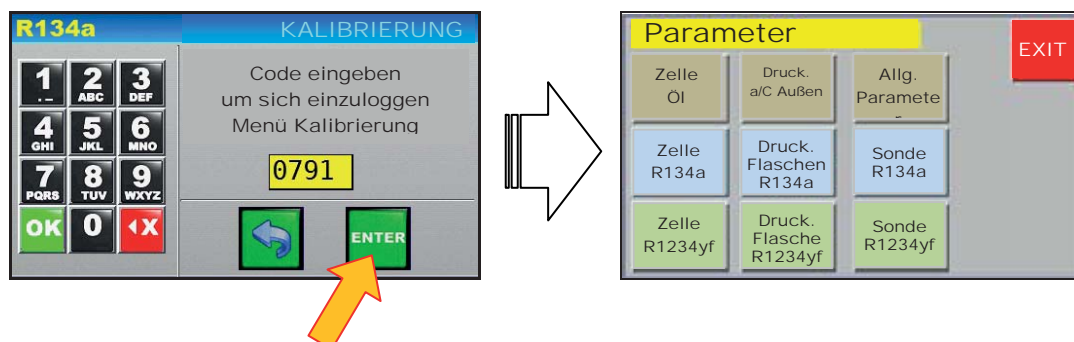 R134a
KALIBRIERUNG
1 2 3
._ ABC DEF
4 5 6
GHI JKL MNO
7 8 9
PQRS TUV WXYZ
OK 0 X
Code eingeben
um sich einzuloggen
Menü Kalibrierung
0791
ENTER
Parameter
EXIT
Zelle
Öl
Druck.
a/C Außen
Allg.
Paramete
Zelle
R134a
Druck.
Flaschen
R134a
Sonde
R134a
Zelle
R1234yf
Druck.
Flasche
R1234yf
Sonde
R1234yf